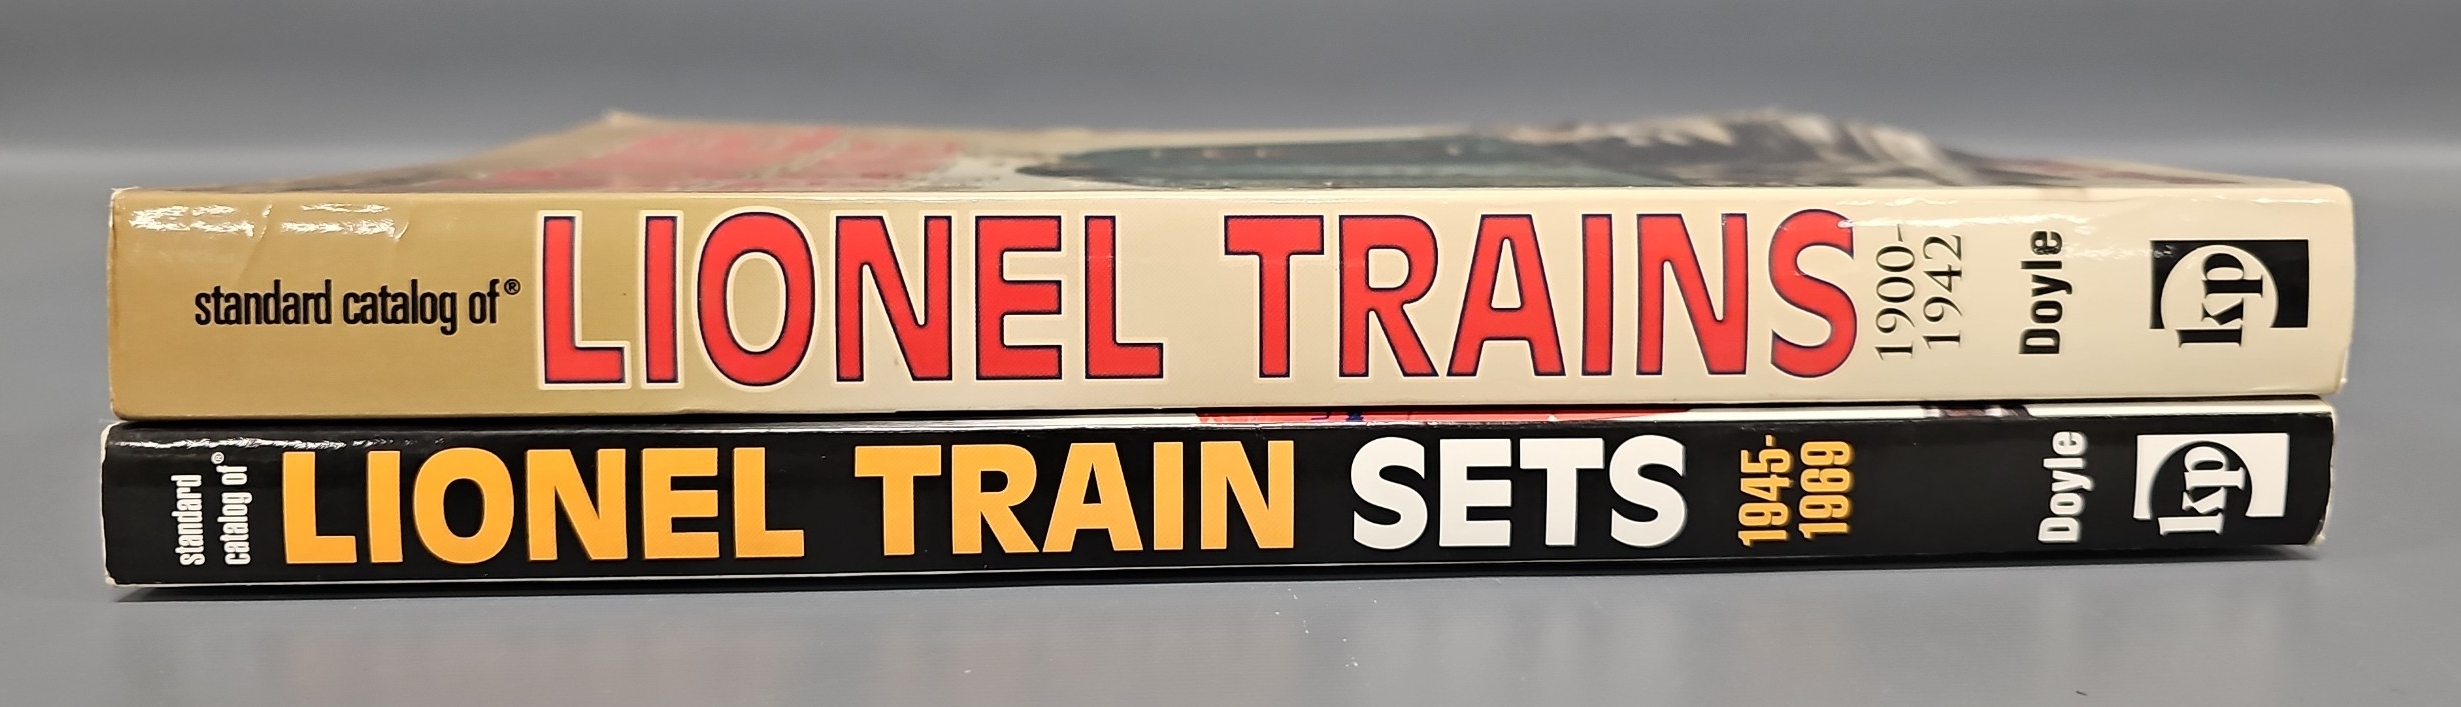 standard catalog of® LIONEL TRAINS
1900-
1942
Doyle
kp
standard
catalog of®
LIONEL TRAIN SETS
1945-
1969
Doyle
kp